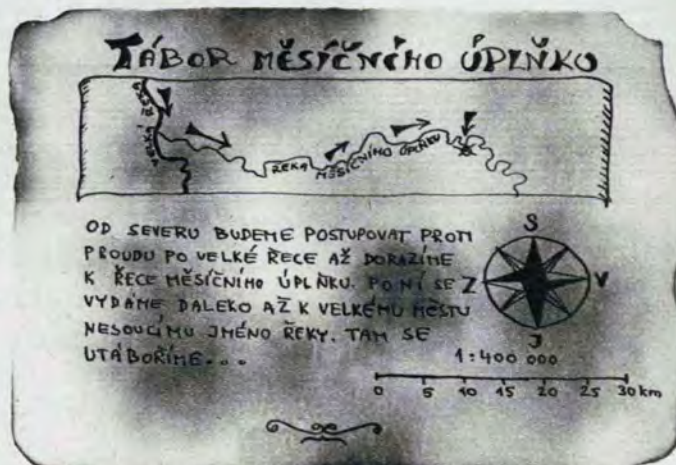 TÁBOR MĚSÍČNÍHO ÚPLŇKU
VELKÁ ŘEKA
ŘEKA MĚSÍČNÍHO ÚPLŇKU
OD SEVERU BUDEME POSTUPOVAT PROTI
PROUDU PO VELKÉ ŘECE AŽ DORAZÍME
K ŘECE MĚSÍČNÍHO ÚPLŇKU. PO NÍ SE
VYDÁME DALEKO AŽ K VELKÉMU MĚSTU
NESOUCÍMU JMÉNO ŘEKY. TAM SE
UTÁBOŘÍME...
S
Z V
J
1:400 000
0 5 10 15 20 25 30 km